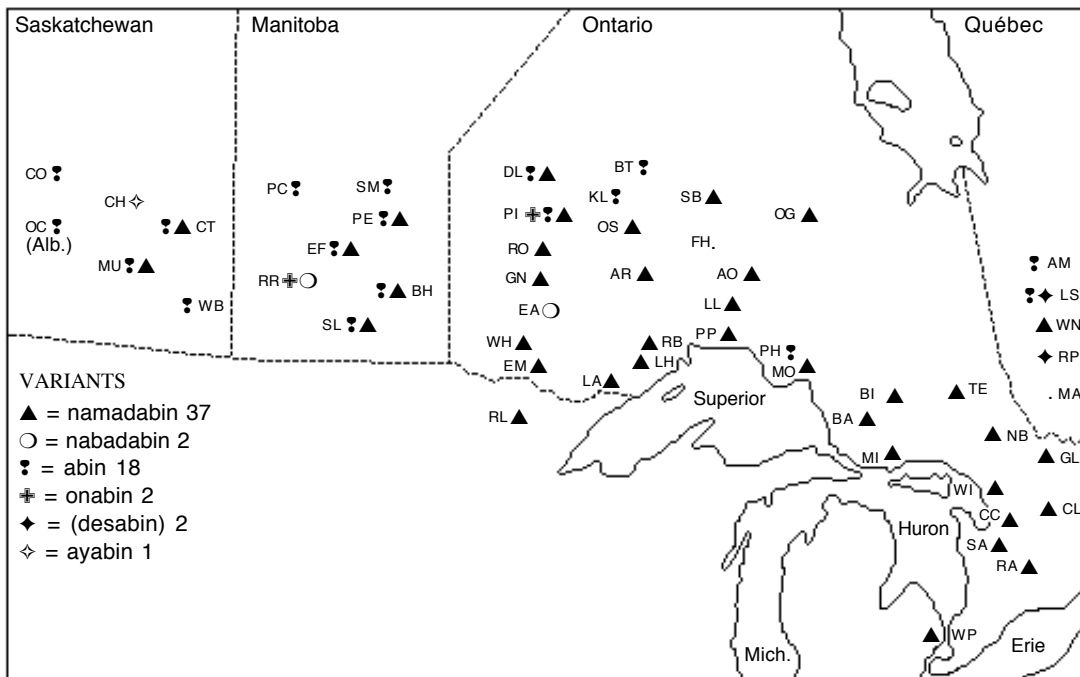 Saskatchewan
Manitoba
Ontario
Québec
CO
CH
OC
(Alb.)
CT
MU
WB
PC
SM
PE
EF
RR
BH
SL
DL
BT
KL
SB
PI
OS
OG
RO
FH.
GN
AR
AO
EA
LL
WH
RB
PP
PH
EM
LH
MO
LA
RL
AM
LS
WN
RP
. MA
BI
TE
BA
NB
MI
GL
WI
CC
CL
SA
RA
WP
Superior
Huron
Mich.
Erie
VARIANTS
▲ = namadabin 37
❍ = nabadabin 2
❢ = abin 18
✙ = onabin 2
✦ = (desabin) 2
✧ = ayabin 1